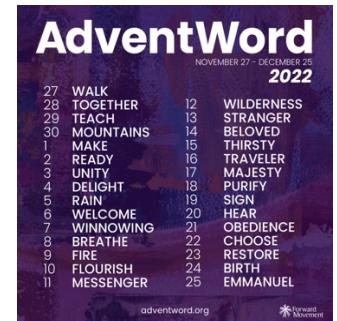 AdventWord
NOVEMBER 27 - DECEMBER 25
2022
27 WALK
28 TOGETHER
29 TEACH
30 MOUNTAINS
1 MAKE
2 READY
3 UNITY
4 DELIGHT
5 RAIN
6 WELCOME
7 WINNOWING
8 BREATHE
9 FIRE
10 FLOURISH
11 MESSENGER
12 WILDERNESS
13 STRANGER
14 BELOVED
15 THIRSTY
16 TRAVELER
17 MAJESTY
18 PURIFY
19 SIGN
20 HEAR
21 OBEDIENCE
22 CHOOSE
23 RESTORE
24 BIRTH
25 EMMANUEL
adventword.org
Forward
Movement